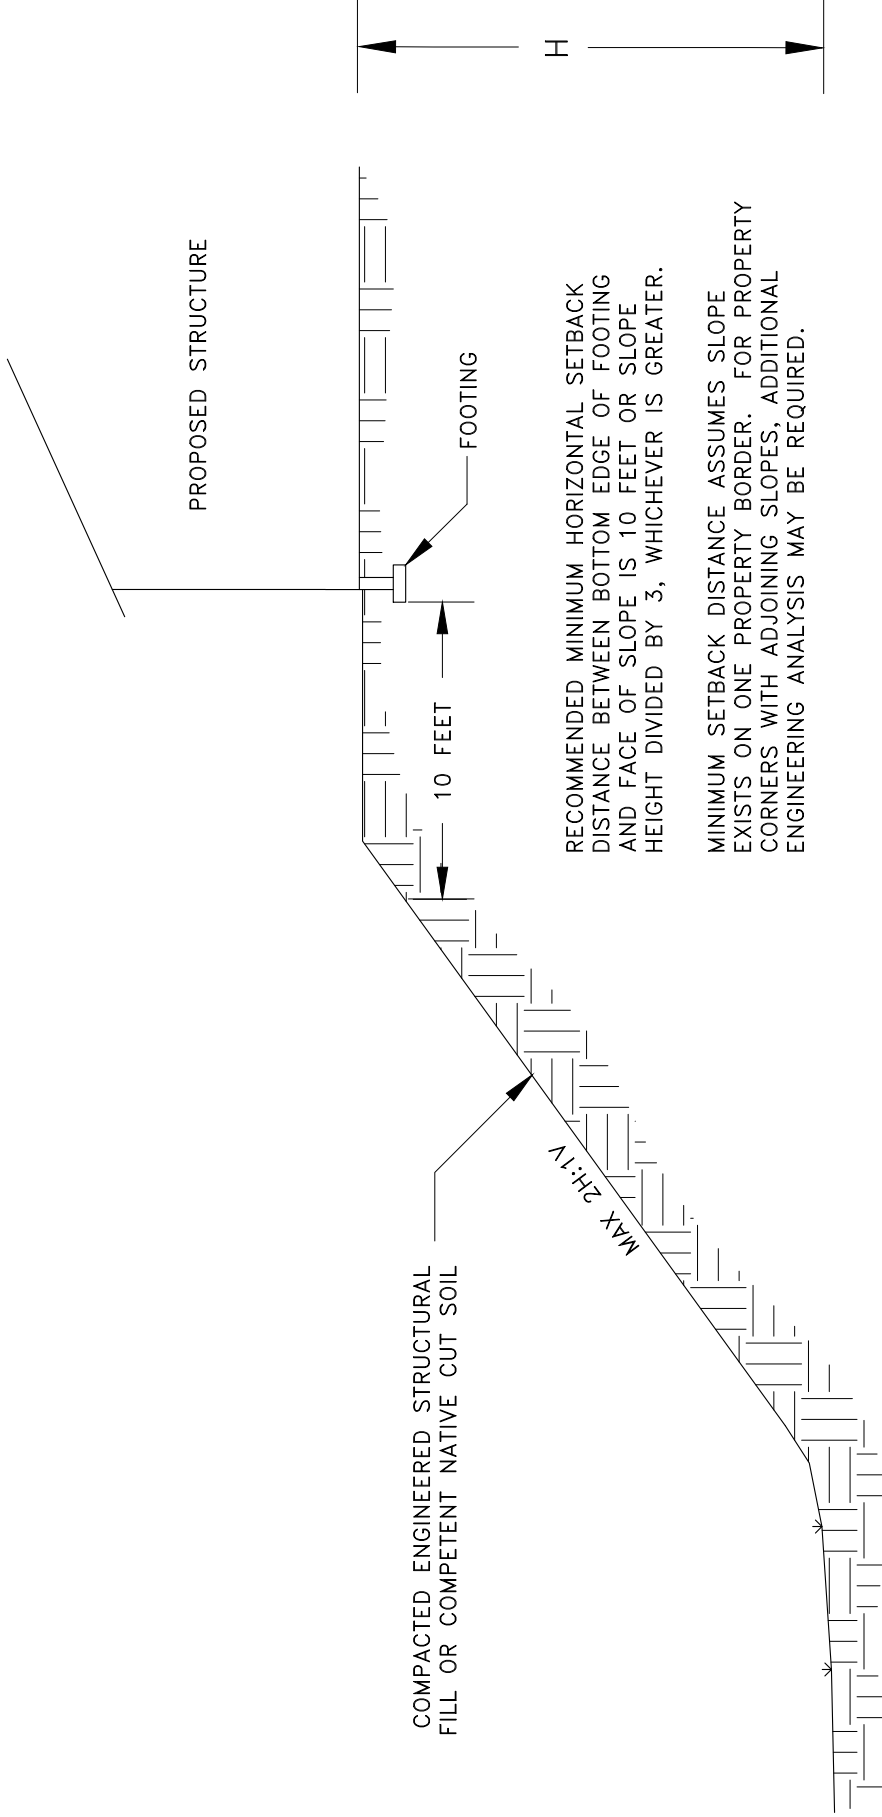 PROPOSED STRUCTURE
H
FOOTING
10 FEET
COMPACTED ENGINEERED STRUCTURAL
FILL OR COMPETENT NATIVE CUT SOIL
MAX 2H:1V
RECOMMENDED MINIMUM HORIZONTAL SETBACK
DISTANCE BETWEEN BOTTOM EDGE OF FOOTING
AND FACE OF SLOPE IS 10 FEET OR SLOPE
HEIGHT DIVIDED BY 3, WHICHEVER IS GREATER.
MINIMUM SETBACK DISTANCE ASSUMES SLOPE
EXISTS ON ONE PROPERTY BORDER. FOR PROPERTY
CORNERS WITH ADJOINING SLOPES, ADDITIONAL
ENGINEERING ANALYSIS MAY BE REQUIRED.